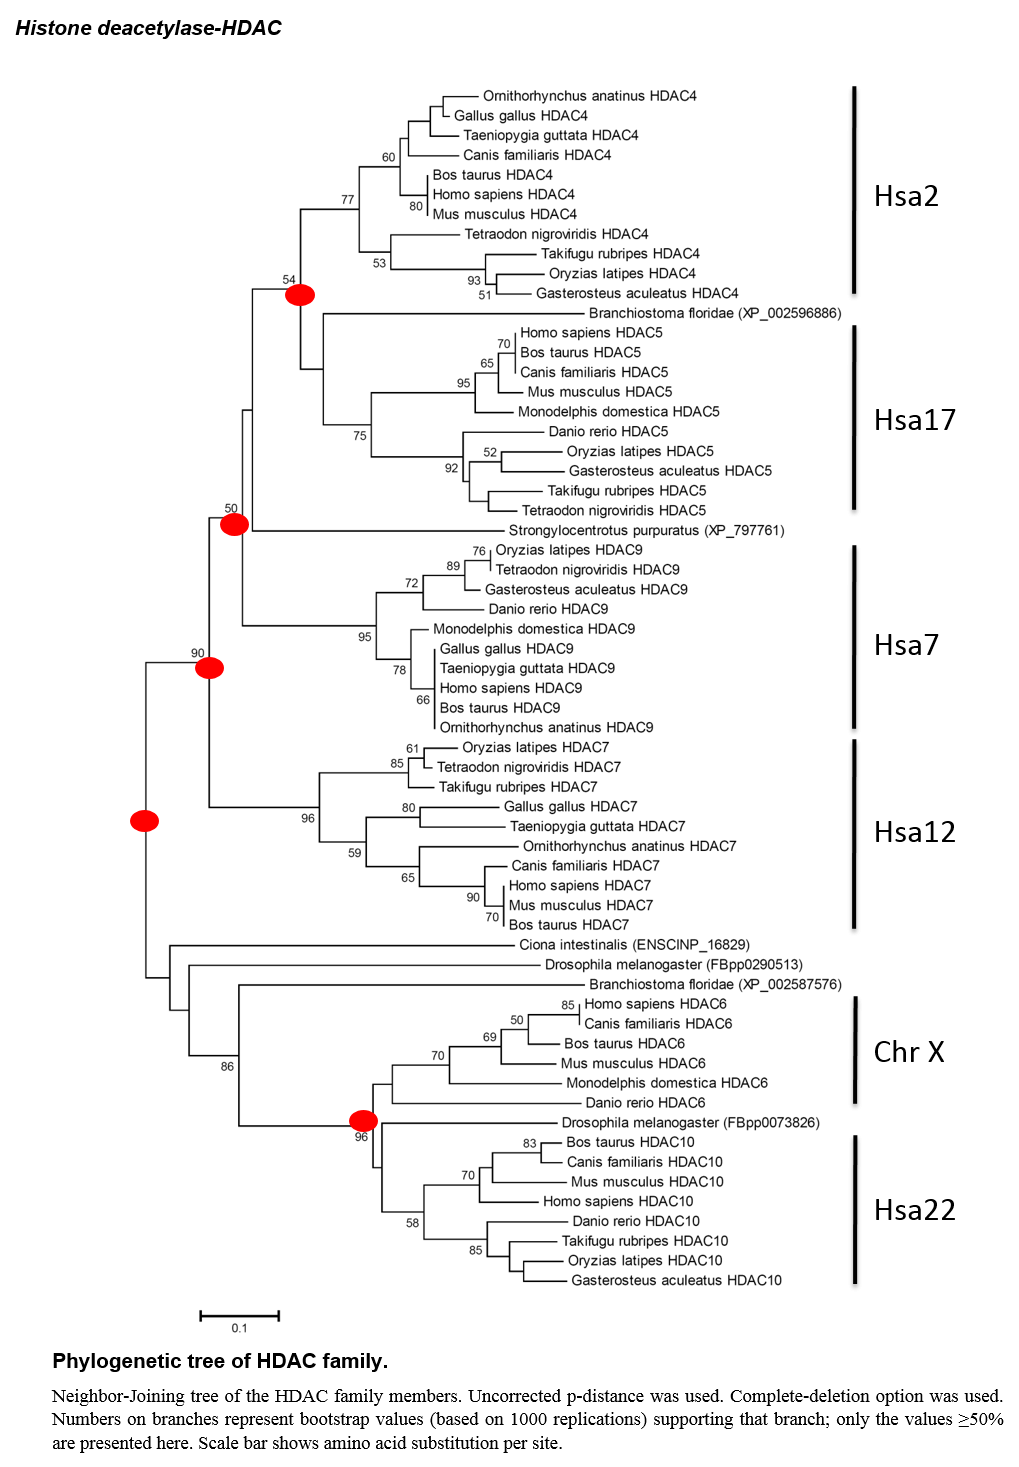 Histone deacetylase-HDAC
Ornithorhynchus anatinus HDAC4
Gallus gallus HDAC4
Taeniopygia guttata HDAC4
60
Canis familiaris HDAC4
Bos taurus HDAC4
77
Homo sapiens HDAC4
Hsa2
80
Mus musculus HDAC4
Tetraodon nigroviridis HDAC4
53
Takifugu rubripes HDAC4
54
93
Oryzias latipes HDAC4
51
Gasterosteus aculeatus HDAC4
Branchiostoma floridae (XP_002596886)
Homo sapiens HDAC5
70
Bos taurus HDAC5
65
Canis familiaris HDAC5
95
Mus musculus HDAC5
Monodelphis domestica HDAC5
Hsa17
75
Danio rerio HDAC5
52
Oryzias latipes HDAC5
92
Gasterosteus aculeatus HDAC5
Takifugu rubripes HDAC5
50
Tetraodon nigroviridis HDAC5
Strongylocentrotus purpuratus (XP_797761)
76
Oryzias latipes HDAC9
89
Tetraodon nigroviridis HDAC9
72
Gasterosteus aculeatus HDAC9
Danio rerio HDAC9
95
Monodelphis domestica HDAC9
Gallus gallus HDAC9
Hsa7
90
78
Taeniopygia guttata HDAC9
Homo sapiens HDAC9
66
Bos taurus HDAC9
Ornithorhynchus anatinus HDAC9
61
Oryzias latipes HDAC7
85
Tetraodon nigroviridis HDAC7
Takifugu rubripes HDAC7
80
Gallus gallus HDAC7
96
Taeniopygia guttata HDAC7
Hsa12
59
Ornithorhynchus anatinus HDAC7
65
Canis familiaris HDAC7
90
Homo sapiens HDAC7
Mus musculus HDAC7
70
Bos taurus HDAC7
Ciona intestinalis (ENSCINP_16829)
Drosophila melanogaster (FBpp0290513)
Branchiostoma floridae (XP_002587576)
85
Homo sapiens HDAC6
50
Canis familiaris HDAC6
69
Bos taurus HDAC6
Chr X
86
70
Mus musculus HDAC6
Monodelphis domestica HDAC6
Danio rerio HDAC6
96
Drosophila melanogaster (FBpp0073826)
83
Bos taurus HDAC10
Canis familiaris HDAC10
70
Mus musculus HDAC10
Homo sapiens HDAC10
Hsa22
58
Danio rerio HDAC10
85
Takifugu rubripes HDAC10
Oryzias latipes HDAC10
Gasterosteus aculeatus HDAC10
0.1
Phylogenetic tree of HDAC family.
Neighbor-Joining tree of the HDAC family members. Uncorrected p-distance was used. Complete-deletion option was used.
Numbers on branches represent bootstrap values (based on 1000 replications) supporting that branch; only the values ≥50%
are presented here. Scale bar shows amino acid substitution per site.